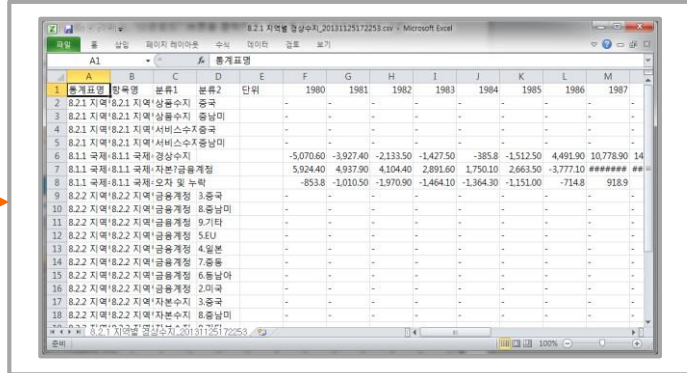 8.2.1 지역별 경상수지_20131125172253.csv - Microsoft Excel
파일 홈 삽입 페이지 레이아웃 수식 데이터 검토 보기
A1 fx 통계표명
A B C D E F G H I J K L M
1 통계표명 항목명 분류1 분류2 단위 1980 1981 1982 1983 1984 1985 1986 1987
2 8.2.1 지역 8.2.1 지역 상품수지 중국 - - - - - - - -
3 8.2.1 지역 8.2.1 지역 상품수지 중남미 - - - - - - - -
4 8.2.1 지역 8.2.1 지역 서비스수지 중국 - - - - - - - -
5 8.2.1 지역 8.2.1 지역 서비스수지 중남미 - - - - - - - -
6 8.1.1 국제 8.1.1 국제 경상수지 -5,070.60 -3,927.40 -2,133.50 -1,427.50 -385.8 -1,512.50 4,491.90 10,778.90 14
7 8.1.1 국제 8.1.1 국제 자본?금융계정 5,924.40 4,937.90 4,104.40 2,891.60 1,750.10 2,663.50 -3,777.10 ####### ##
8 8.1.1 국제 8.1.1 국제 오차 및 누락 -853.8 -1,010.50 -1,970.90 -1,464.10 -1,364.30 -1,151.00 -714.8 918.9
9 8.2.2 지역 8.2.2 지역 금융계정 3.중국 - - - - - - - -
10 8.2.2 지역 8.2.2 지역 금융계정 8.중남미 - - - - - - - -
11 8.2.2 지역 8.2.2 지역 금융계정 9.기타 - - - - - - - -
12 8.2.2 지역 8.2.2 지역 금융계정 5.EU - - - - - - - -
13 8.2.2 지역 8.2.2 지역 금융계정 4.일본 - - - - - - - -
14 8.2.2 지역 8.2.2 지역 금융계정 7.중동 - - - - - - - -
15 8.2.2 지역 8.2.2 지역 금융계정 6.동남아 - - - - - - - -
16 8.2.2 지역 8.2.2 지역 금융계정 2.미국 - - - - - - - -
17 8.2.2 지역 8.2.2 지역 자본수지 3.중국 - - - - - - - -
18 8.2.2 지역 8.2.2 지역 자본수지 8.중남미 - - - - - - - -
8.2.1 지역별 경상수지_20131125172253
준비 100%